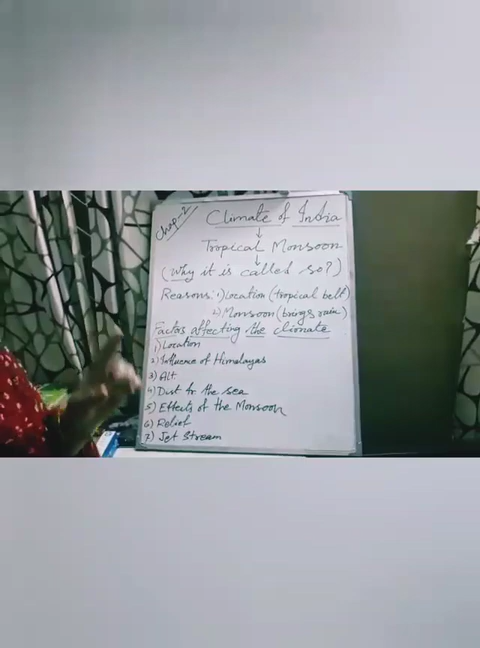 Chap-2
Climate of India
↓
Tropical Monsoon
↓
(Why it is called so?)
Reasons: 1) Location (tropical belt)
2) Monsoon (brings rain)
Factors affecting the climate
1) Location
2) Influence of Himalayas
3) Alt
4) Dist fr the sea
5) Effects of the Monsoon
6) Relief
7) Jet Stream